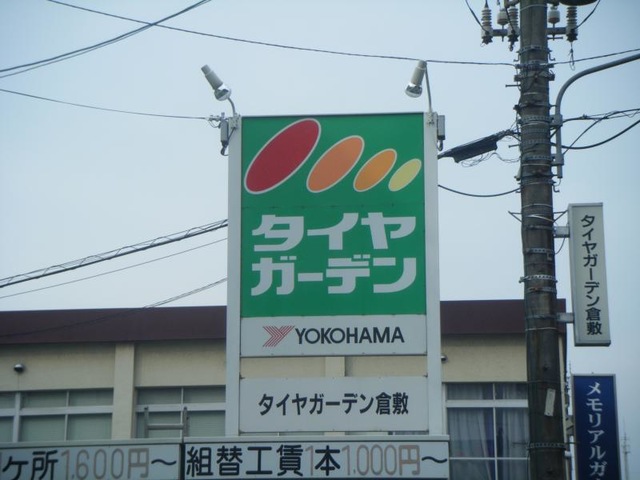 タイヤ
ガーデン
YOKOHAMA
タイヤガーデン倉敷
ケ所1,600円〜
組替工賃1本1,000円〜
タイヤガーデン倉敷
メモリアルガ